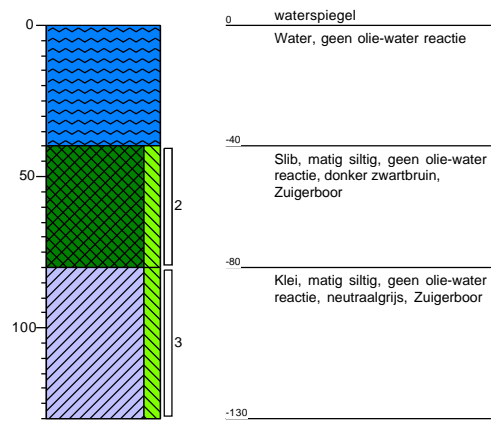 0
50
100
2
3
0
waterspiegel
Water, geen olie-water reactie
-40
Slib, matig siltig, geen olie-water
reactie, donker zwartbruin,
Zuigerboor
-80
Klei, matig siltig, geen olie-water
reactie, neutraalgrijs, Zuigerboor
-130